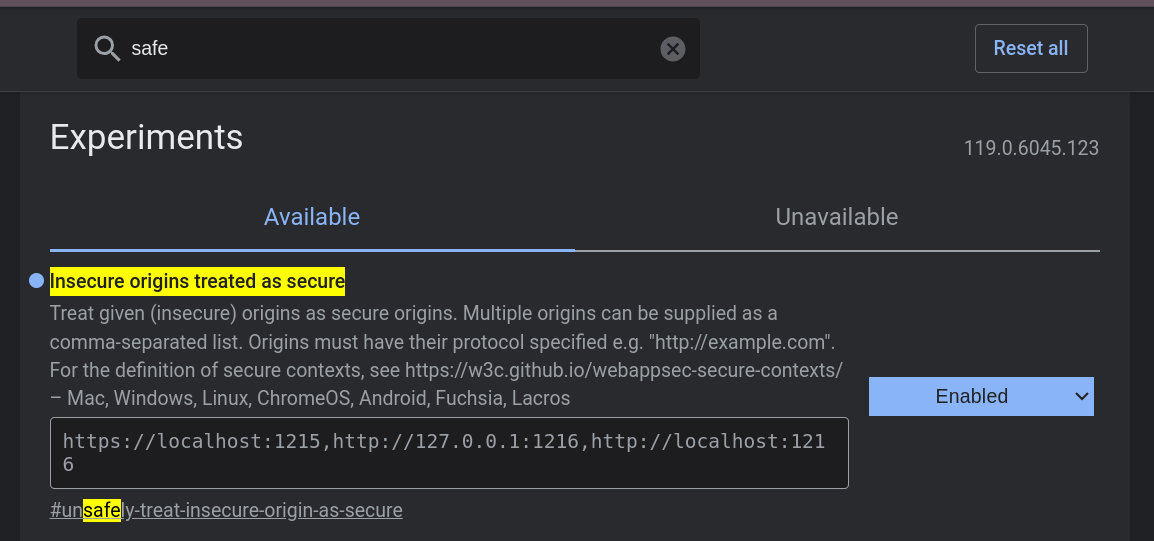 safe
Reset all
Experiments
119.0.6045.123
Available
Unavailable
Insecure origins treated as secure
Treat given (insecure) origins as secure origins. Multiple origins can be supplied as a
comma-separated list. Origins must have their protocol specified e.g. "http://example.com".
For the definition of secure contexts, see https://w3c.github.io/webappsec-secure-contexts/
– Mac, Windows, Linux, ChromeOS, Android, Fuchsia, Lacros
Enabled
https://localhost:1215,http://127.0.0.1:1216,http://localhost:121
6
#unsafely-treat-insecure-origin-as-secure